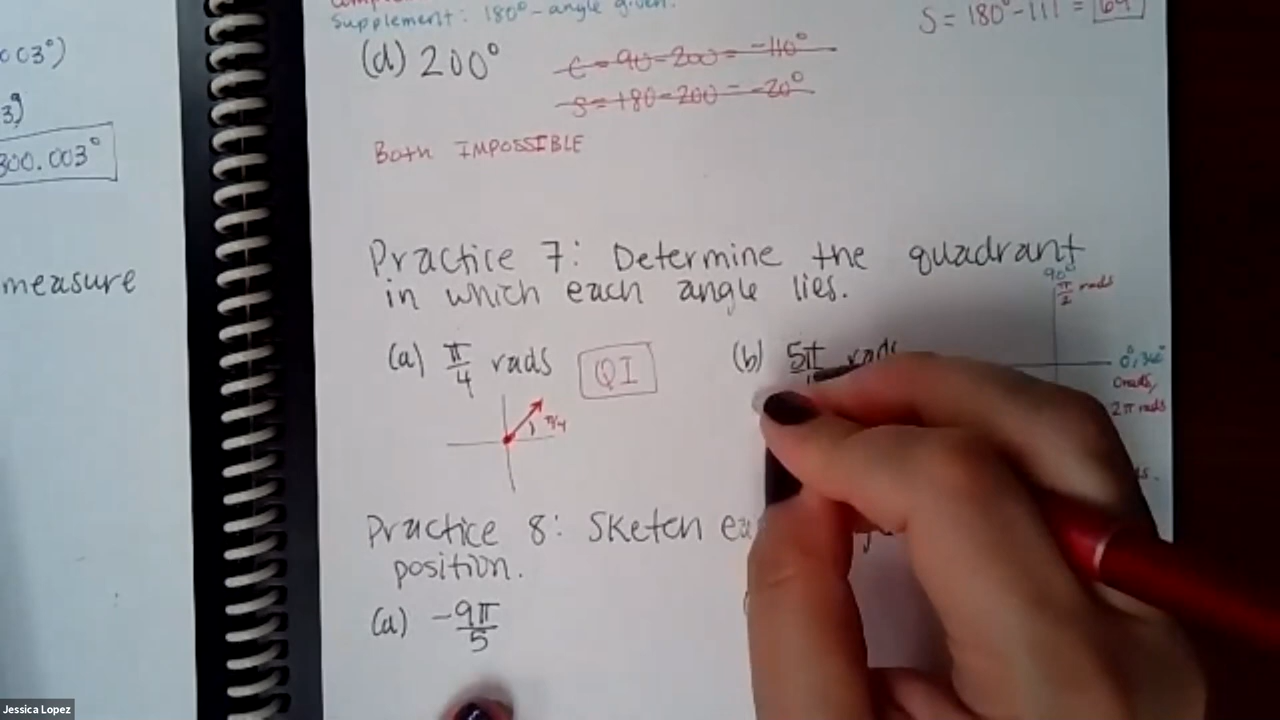 Supplement: 180°-angle given.
S = 180° - 111 = 69
003°)
(d) 200°
C = 90-200 = -110°
S = 180-200 = -20°
300.003°
Both IMPOSSIBLE
measure
Practice 7: Determine the quadrant
in which each angle lies.
90°
π/2 rads
(a) π/4 rads QI
(b) 5π rads
0°, 360°
0 rads,
2π rads
π/4
Practice 8: Sketch
position.
(a) -9π/5
Jessica Lopez